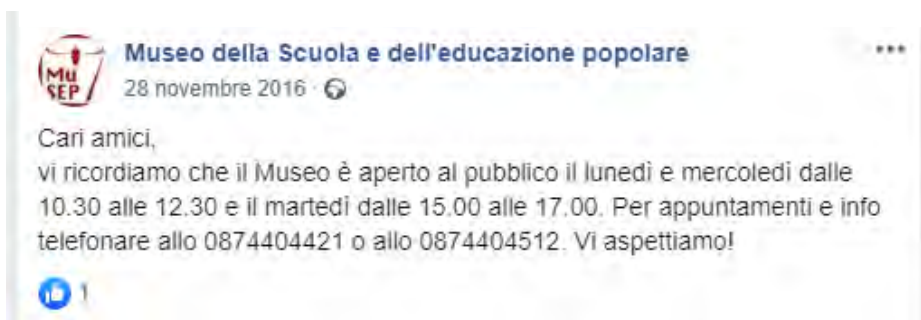 Mu
SEP
Museo della Scuola e dell'educazione popolare
28 novembre 2016
Cari amici,
vi ricordiamo che il Museo è aperto al pubblico il lunedì e mercoledì dalle
10.30 alle 12.30 e il martedì dalle 15.00 alle 17.00. Per appuntamenti e info
telefonare allo 0874404421 o allo 0874404512. Vi aspettiamo!
1